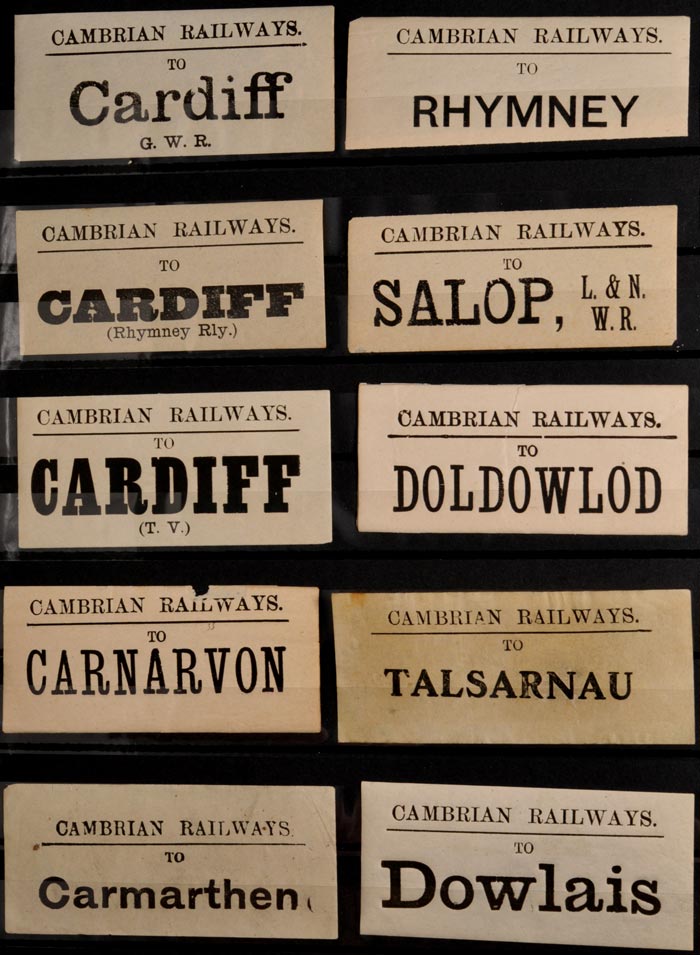 CAMBRIAN RAILWAYS.
TO
Cardiff
G. W. R.
CAMBRIAN RAILWAYS.
TO
RHYMNEY
CAMBRIAN RAILWAYS.
TO
CARDIFF
(Rhymney Rly.)
CAMBRIAN RAILWAYS.
TO
SALOP, L. & N.
W. R.
CAMBRIAN RAILWAYS.
TO
CARDIFF
(T. V.)
CAMBRIAN RAILWAYS.
TO
DOLDOWLOD
CAMBRIAN RAILWAYS.
TO
CARNARVON
CAMBRIAN RAILWAYS.
TO
TALSARNAU
CAMBRIAN RAILWAYS
TO
Carmarthen
CAMBRIAN RAILWAYS.
TO
Dowlais